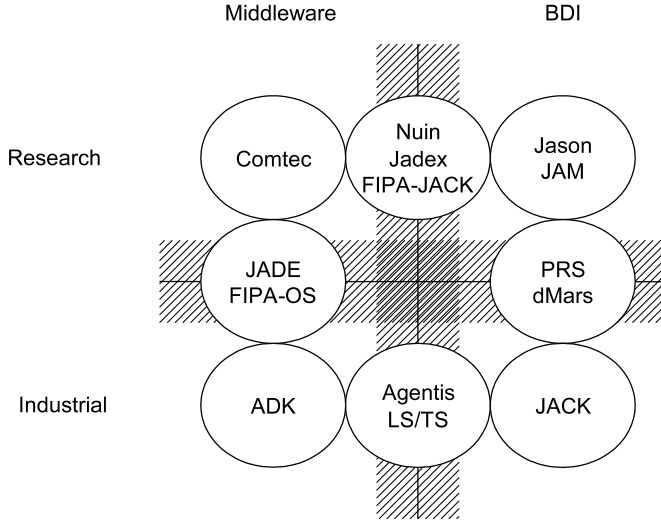 Middleware
BDI
Research
Comtec
Nuin
Jadex
FIPA-JACK
Jason
JAM
JADE
FIPA-OS
PRS
dMars
Industrial
ADK
Agentis
LS/TS
JACK